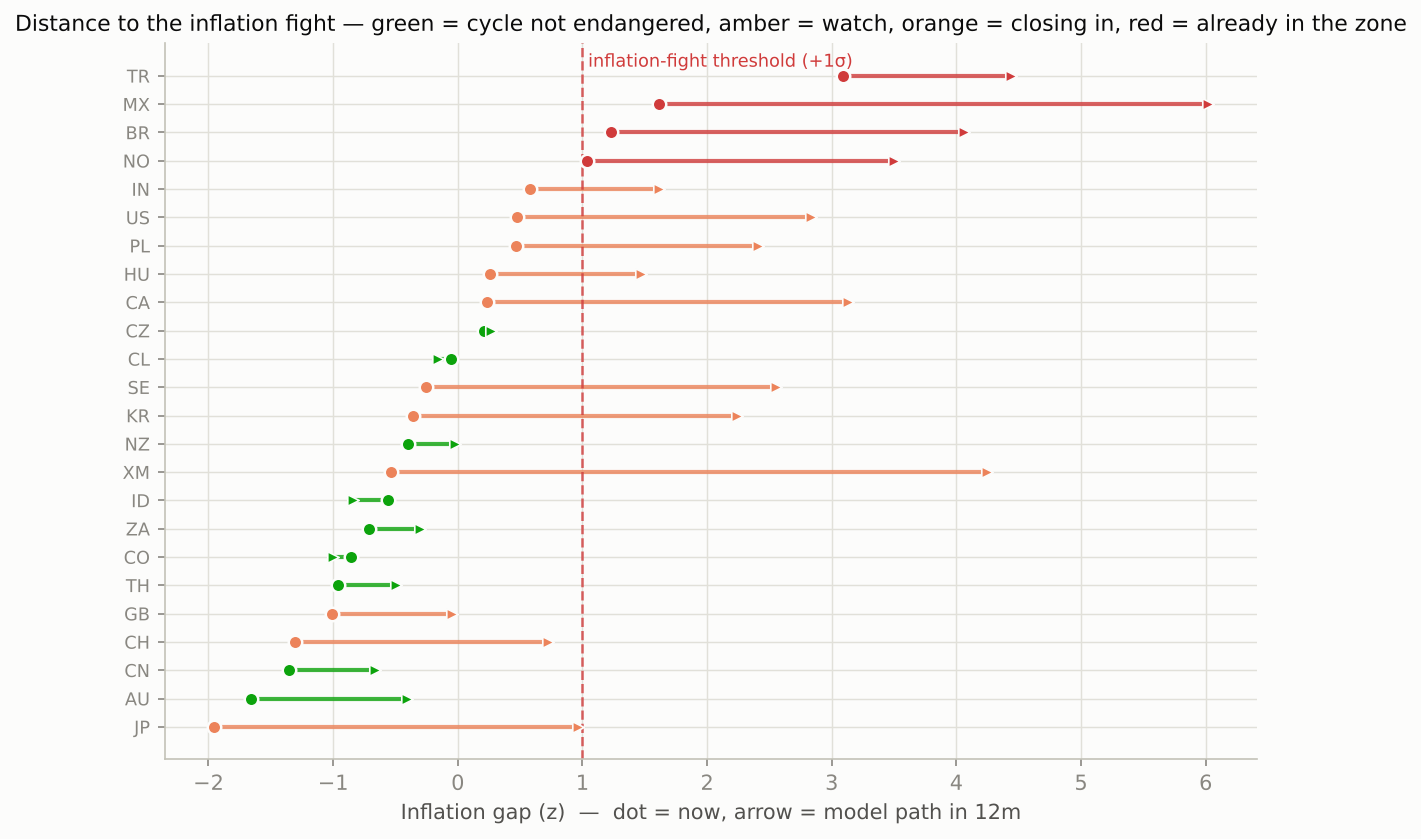 Distance to the inflation fight — green = cycle not endangered, amber = watch, orange = closing in, red = already in the zone
inflation-fight threshold (+1σ)
TR
MX
BR
NO
IN
US
PL
HU
CA
CZ
CL
SE
KR
NZ
XM
ID
ZA
CO
TH
GB
CH
CN
AU
JP
−2 −1 0 1 2 3 4 5 6
Inflation gap (z) — dot = now, arrow = model path in 12m